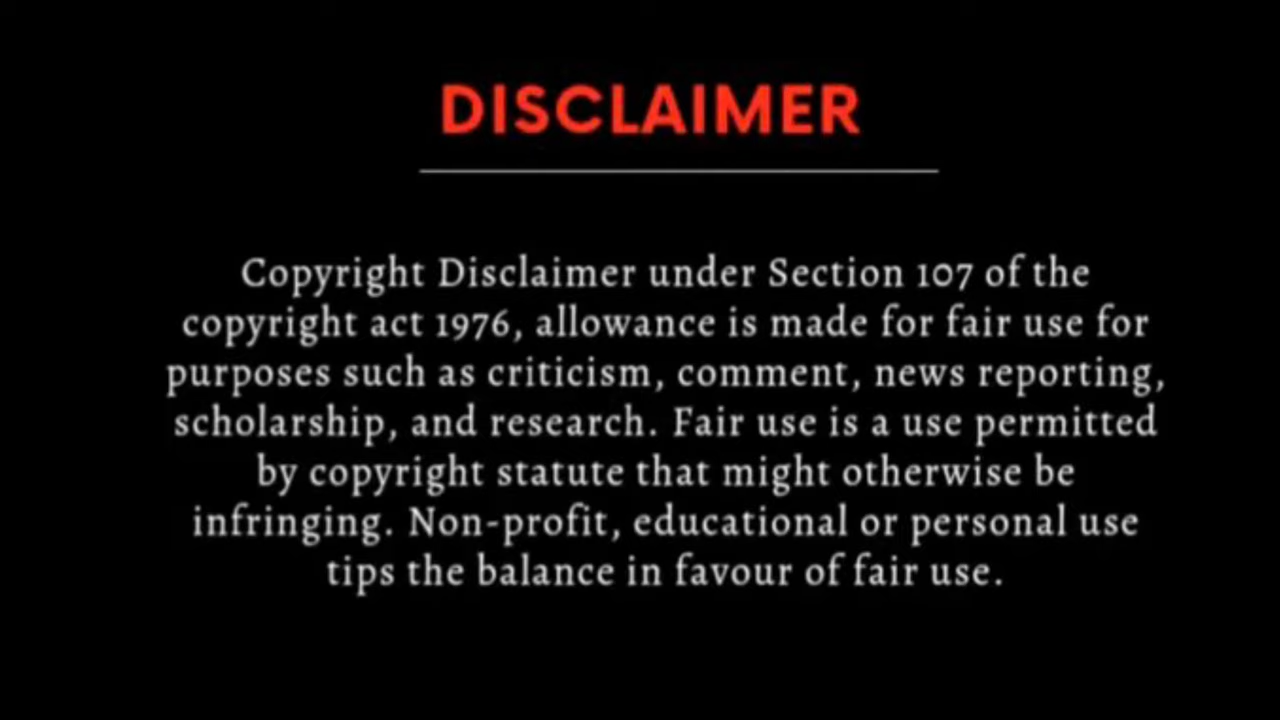 DISCLAIMER
Copyright Disclaimer under Section 107 of the
copyright act 1976, allowance is made for fair use for
purposes such as criticism, comment, news reporting,
scholarship, and research. Fair use is a use permitted
by copyright statute that might otherwise be
infringing. Non-profit, educational or personal use
tips the balance in favour of fair use.